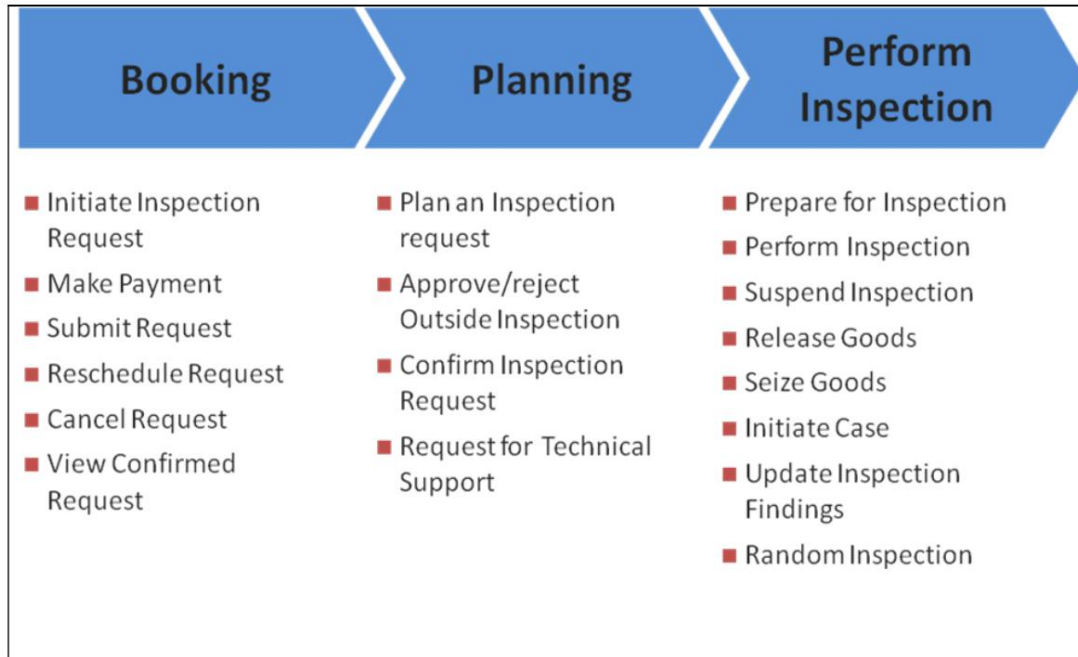 Booking
Planning
Perform
Inspection
Initiate Inspection
Request
Make Payment
Submit Request
Reschedule Request
Cancel Request
View Confirmed
Request
Plan an Inspection
request
Approve/reject
Outside Inspection
Confirm Inspection
Request
Request for Technical
Support
Prepare for Inspection
Perform Inspection
Suspend Inspection
Release Goods
Seize Goods
Initiate Case
Update Inspection
Findings
Random Inspection